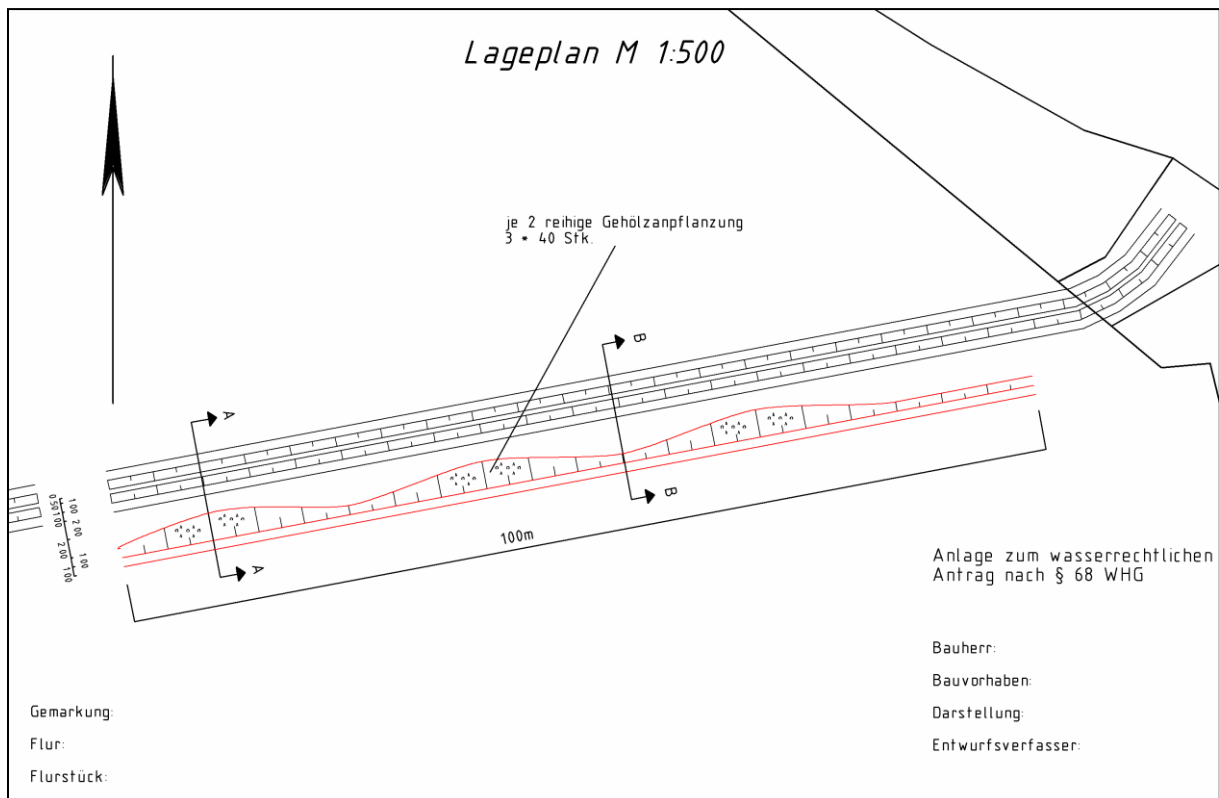 Lageplan M 1:500
je 2 reihige Gehölzanpflanzung
3 * 40 Stk.
B
A
B
A
100m
Anlage zum wasserrechtlichen
Antrag nach § 68 WHG
Bauherr:
Bauvorhaben:
Darstellung:
Entwurfsverfasser:
Gemarkung:
Flur:
Flurstück: